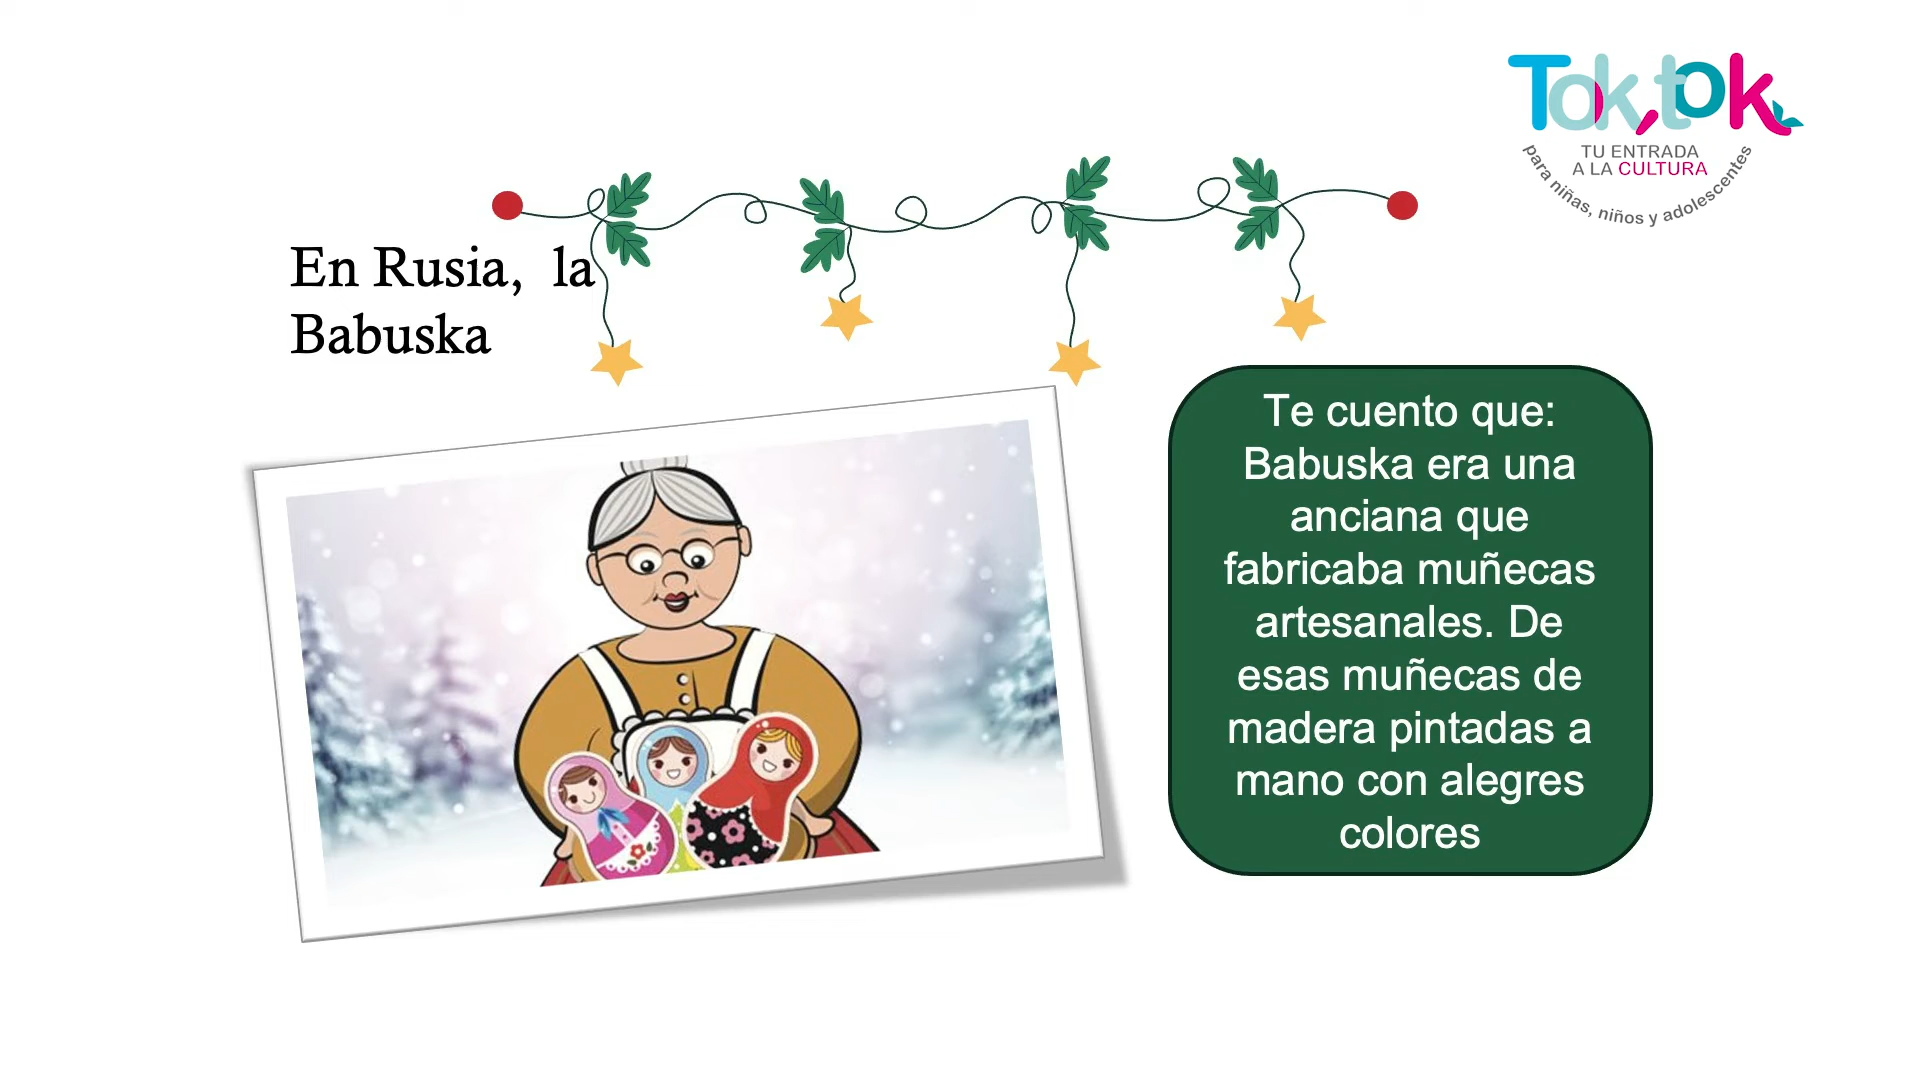 Tok, tok
TU ENTRADA
A LA CULTURA
para niñas, niños y adolescentes
En Rusia, la
Babuska
Te cuento que:
Babuska era una
anciana que
fabricaba muñecas
artesanales. De
esas muñecas de
madera pintadas a
mano con alegres
colores